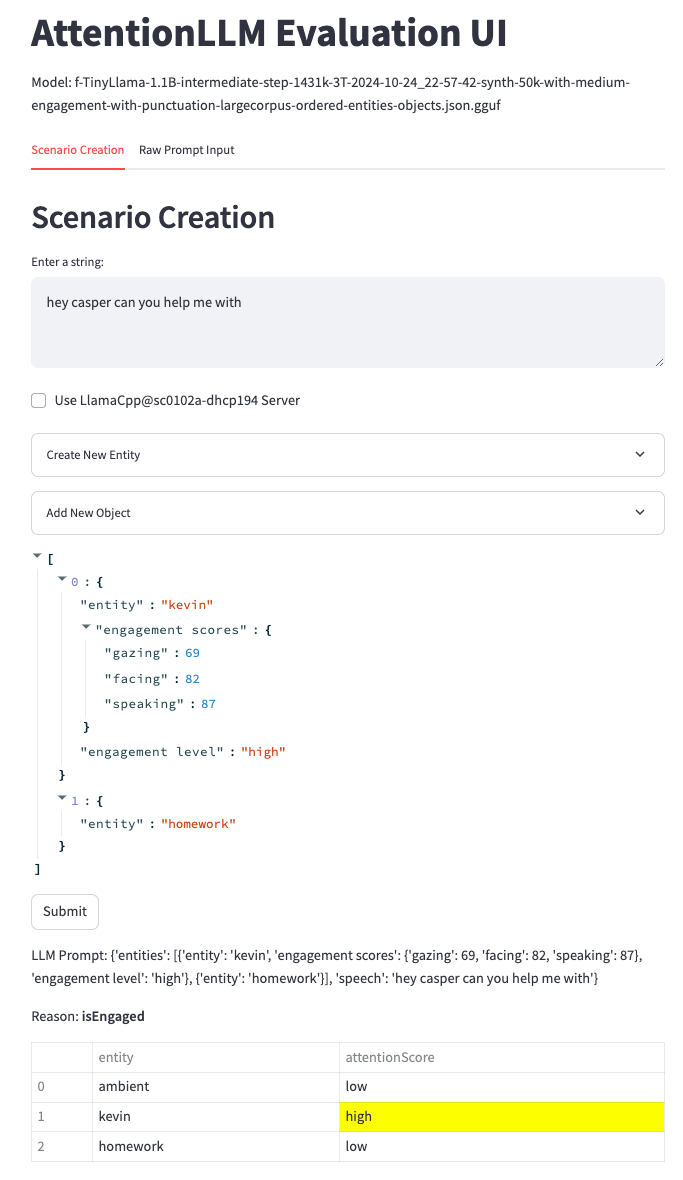 AttentionLLM Evaluation UI
Model: f-TinyLlama-1.1B-intermediate-step-1431k-3T-2024-10-24_22-57-42-synth-50k-with-medium-
engagement-with-punctuation-largecorpus-ordered-entities-objects.json.gguf
Scenario Creation Raw Prompt Input
Scenario Creation
Enter a string:
hey casper can you help me with
Use LlamaCpp@sc0102a-dhcp194 Server
Create New Entity
Add New Object
[
0 : {
"entity" : "kevin"
"engagement scores" : {
"gazing" : 69
"facing" : 82
"speaking" : 87
}
"engagement level" : "high"
}
1 : {
"entity" : "homework"
}
]
Submit
LLM Prompt: {'entities': [{'entity': 'kevin', 'engagement scores': {'gazing': 69, 'facing': 82, 'speaking': 87},
'engagement level': 'high'}, {'entity': 'homework'}], 'speech': 'hey casper can you help me with'}
Reason: isEngaged
entity attentionScore
0 ambient low
1 kevin high
2 homework low